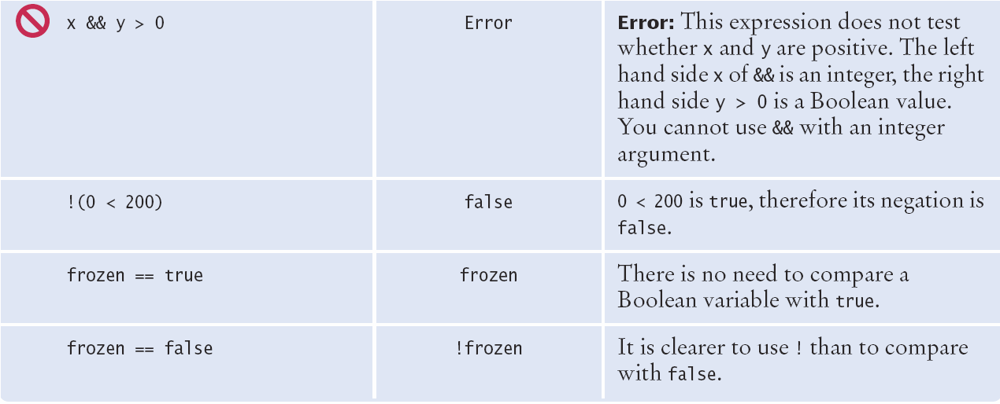 x && y > 0
Error
Error: This expression does not test
whether x and y are positive. The left
hand side x of && is an integer, the right
hand side y > 0 is a Boolean value.
You cannot use && with an integer
argument.
!(0 < 200)
false
0 < 200 is true, therefore its negation is
false.
frozen == true
frozen
There is no need to compare a
Boolean variable with true.
frozen == false
!frozen
It is clearer to use ! than to compare
with false.